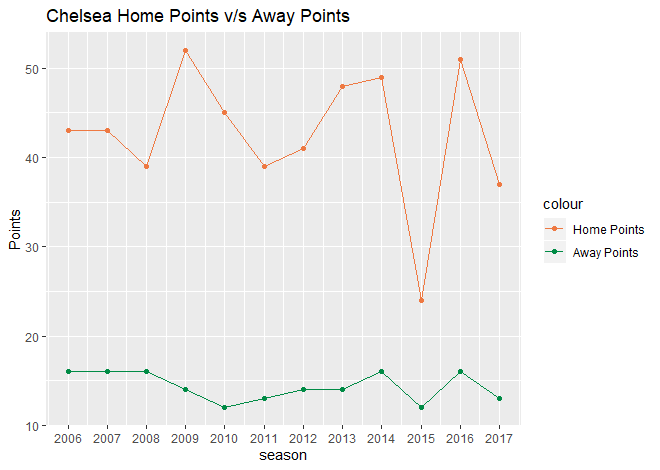 Chelsea Home Points v/s Away Points
50
40
30
20
10
Points
2006 2007 2008 2009 2010 2011 2012 2013 2014 2015 2016 2017
season
colour
Home Points
Away Points